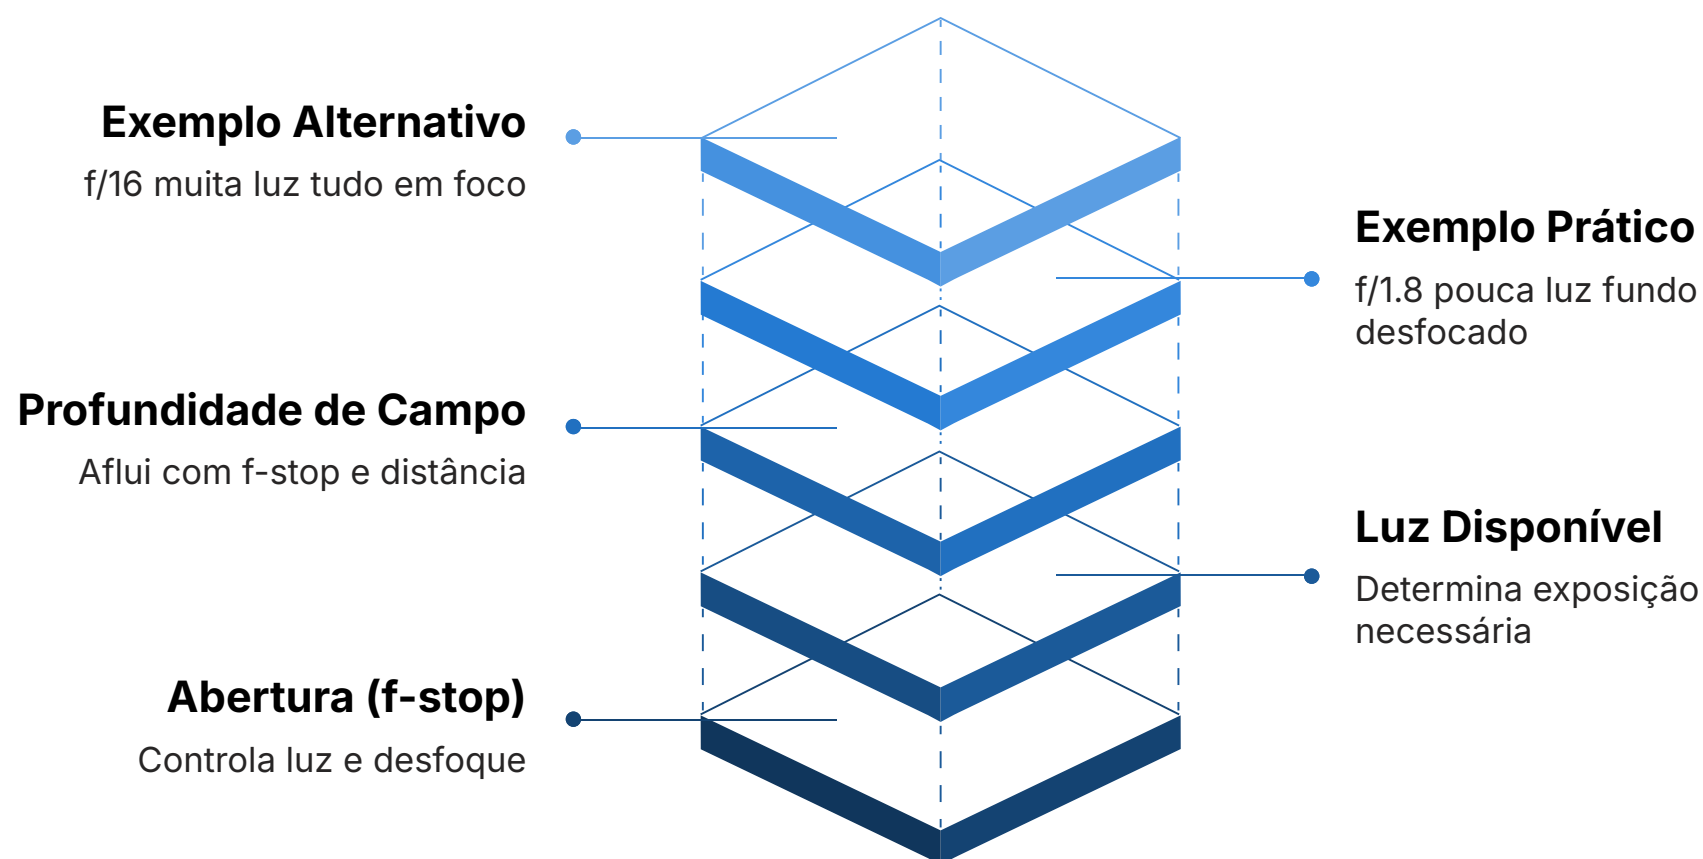 Exemplo Alternativo
f/16 muita luz tudo em foco
Exemplo Prático
f/1.8 pouca luz fundo
desfocado
Profundidade de Campo
Aflui com f-stop e distância
Luz Disponível
Determina exposição
necessária
Abertura (f-stop)
Controla luz e desfoque